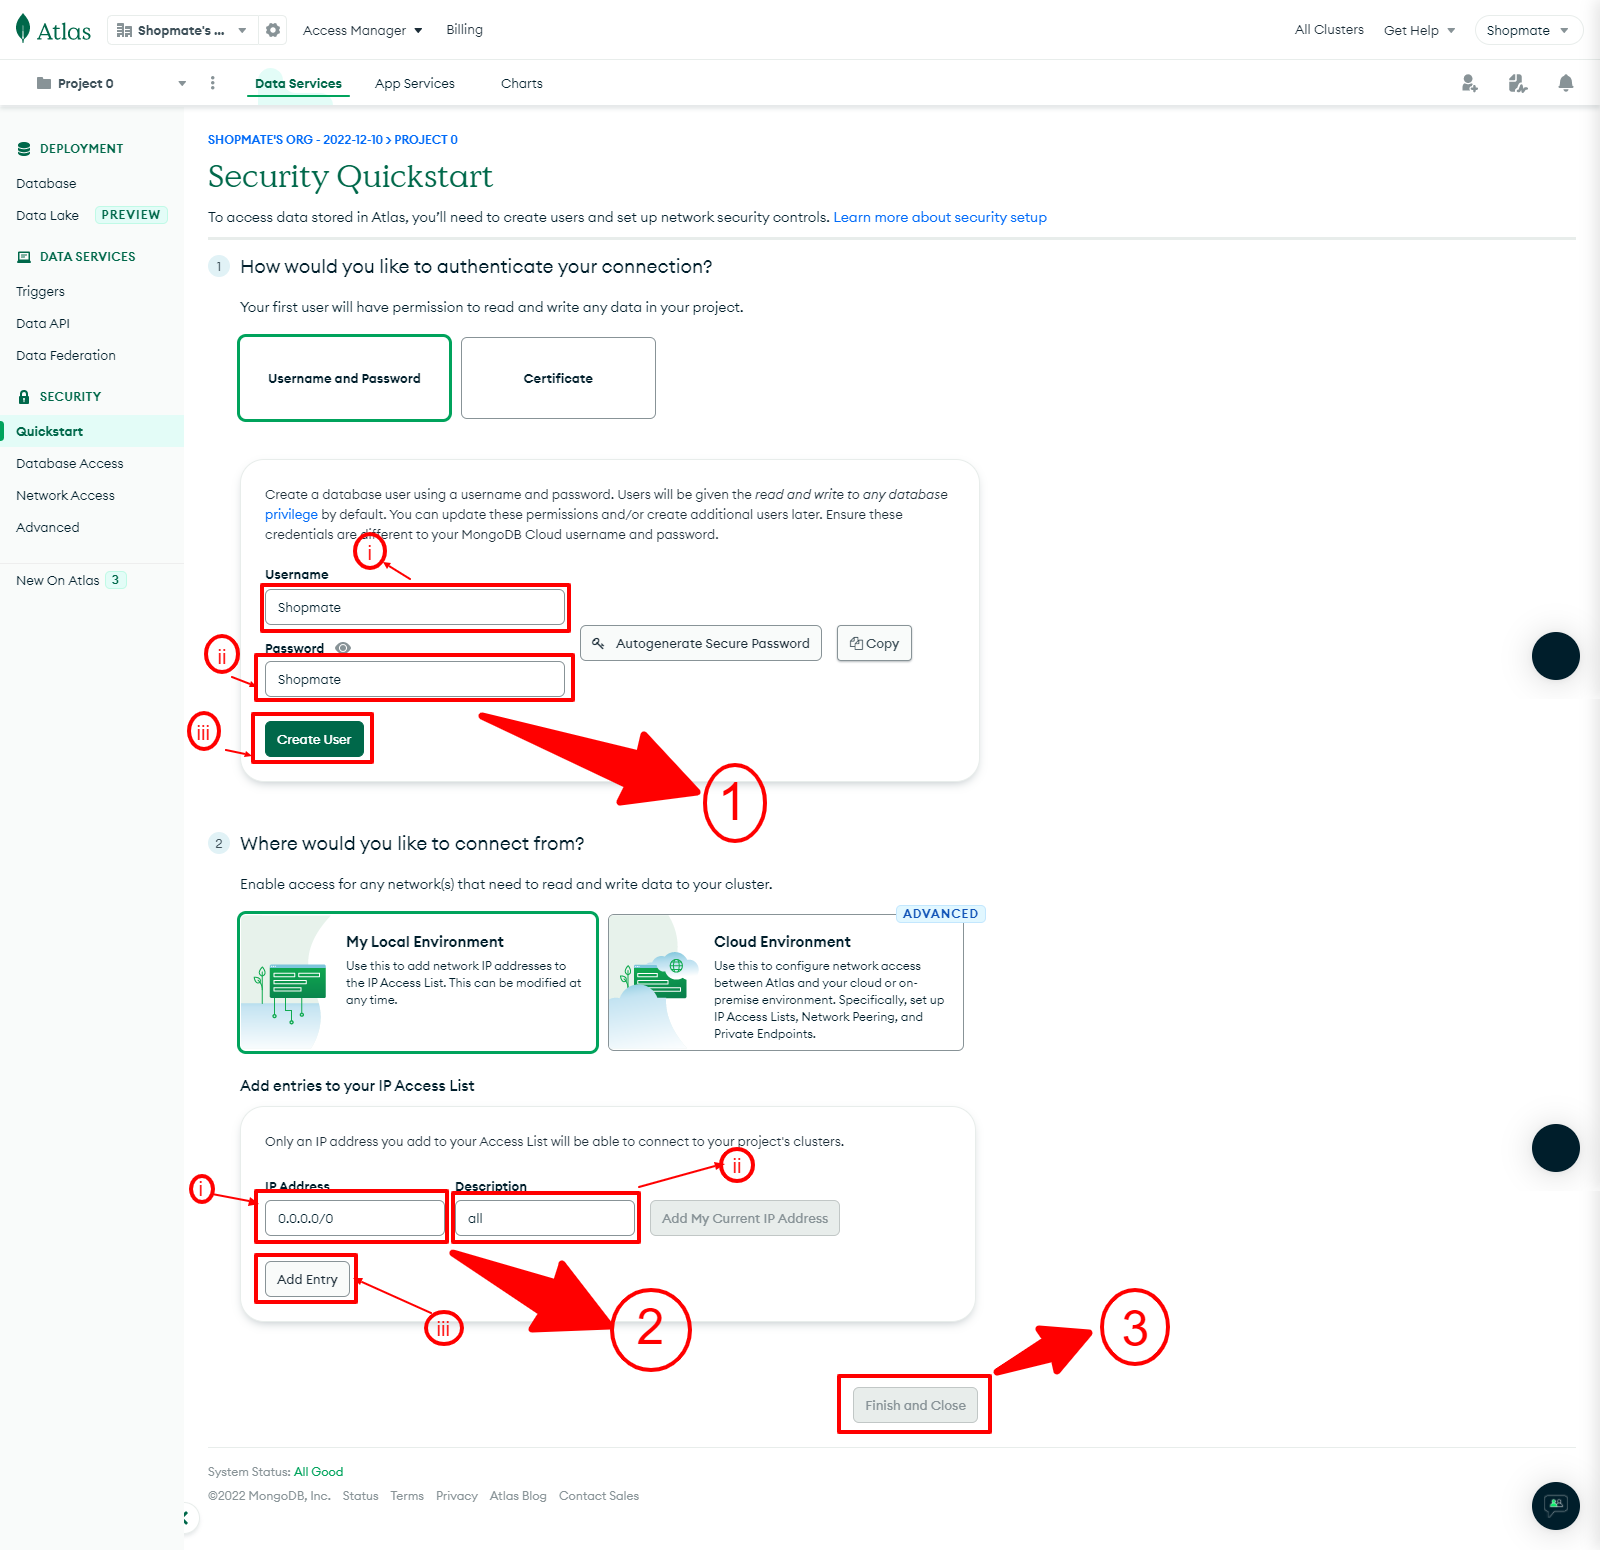 Atlas
Shopmate's ...
Access Manager
Billing
All Clusters
Get Help
Shopmate
Project 0
Data Services
App Services
Charts
DEPLOYMENT
Database
Data Lake PREVIEW
DATA SERVICES
Triggers
Data API
Data Federation
SECURITY
Quickstart
Database Access
Network Access
Advanced
New On Atlas 3
SHOPMATE'S ORG - 2022-12-10 > PROJECT 0
Security Quickstart
To access data stored in Atlas, you'll need to create users and set up network security controls. Learn more about security setup
1 How would you like to authenticate your connection?
Your first user will have permission to read and write any data in your project.
Username and Password
Certificate
Create a database user using a username and password. Users will be given the read and write to any database
privilege by default. You can update these permissions and/or create additional users later. Ensure these
credentials are different to your MongoDB Cloud username and password.
i
Username
Shopmate
ii
Password
Autogenerate Secure Password
Copy
Shopmate
iii
Create User
1
2 Where would you like to connect from?
Enable access for any network(s) that need to read and write data to your cluster.
My Local Environment
Use this to add network IP addresses to
the IP Access List. This can be modified at
any time.
ADVANCED
Cloud Environment
Use this to configure network access
between Atlas and your cloud or on-
premise environment. Specifically, set up
IP Access Lists, Network Peering, and
Private Endpoints.
Add entries to your IP Access List
Only an IP address you add to your Access List will be able to connect to your project's clusters.
i
ii
IP Address
Description
0.0.0.0/0
all
Add My Current IP Address
Add Entry
iii
2
3
Finish and Close
System Status: All Good
©2022 MongoDB, Inc. Status Terms Privacy Atlas Blog Contact Sales